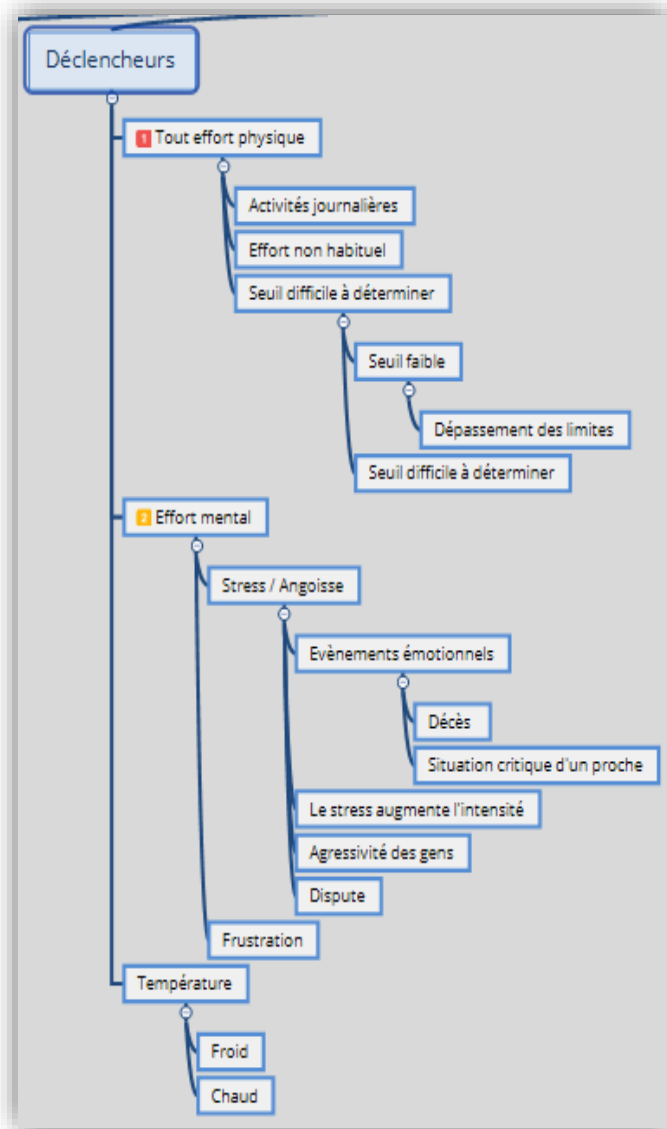 Déclencheurs
1 Tout effort physique
Activités journalières
Effort non habituel
Seuil difficile à déterminer
Seuil faible
Dépassement des limites
Seuil difficile à déterminer
2 Effort mental
Stress / Angoisse
Evènements émotionnels
Décès
Situation critique d'un proche
Le stress augmente l'intensité
Agressivité des gens
Dispute
Frustration
Température
Froid
Chaud